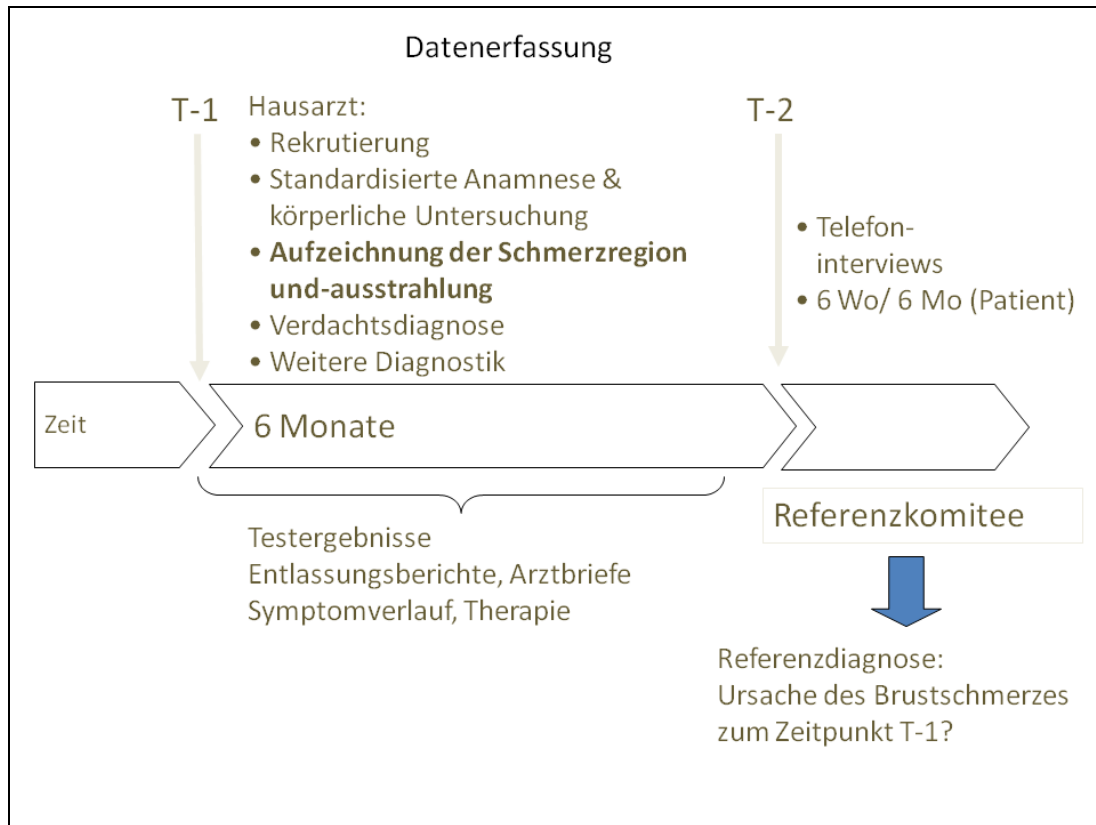 Datenerfassung
T-1
Hausarzt:
• Rekrutierung
• Standardisierte Anamnese &
körperliche Untersuchung
• Aufzeichnung der Schmerzregion
und-ausstrahlung
• Verdachtsdiagnose
• Weitere Diagnostik
T-2
• Telefon-
interviews
• 6 Wo/ 6 Mo (Patient)
Zeit
6 Monate
Testergebnisse
Entlassungsberichte, Arztbriefe
Symptomverlauf, Therapie
Referenzkomitee
Referenzdiagnose:
Ursache des Brustschmerzes
zum Zeitpunkt T-1?